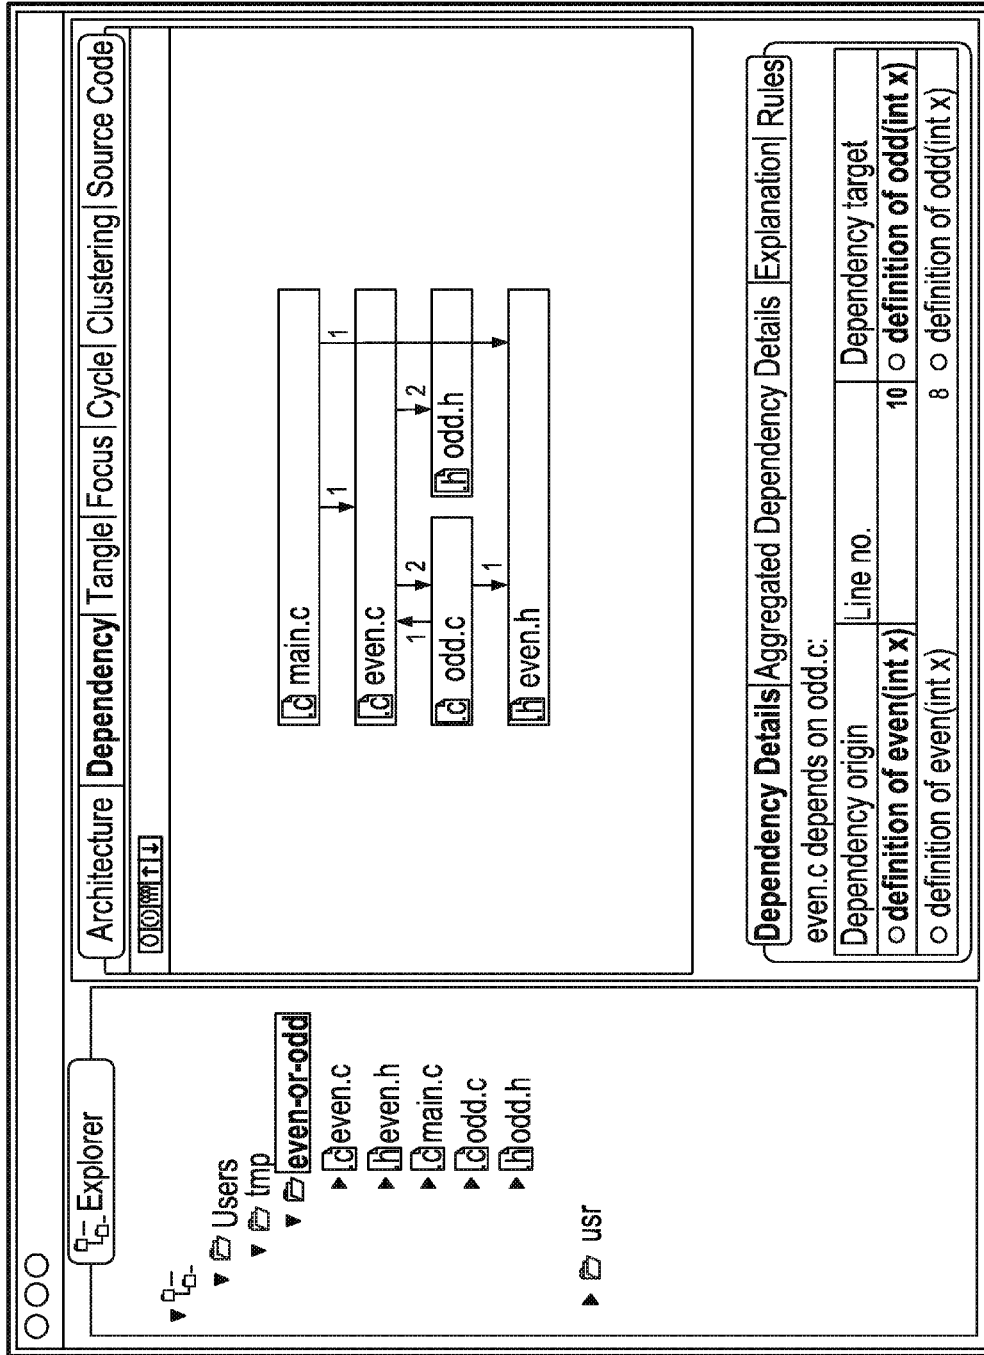 Explorer
Users
tmp
even-or-odd
.c even.c
.h even.h
.c main.c
.c odd.c
.h odd.h
usr
Architecture | Dependency | Tangle | Focus | Cycle | Clustering | Source Code
.c main.c
1
1
.c even.c
1
2
2
.c odd.c
.h odd.h
1
.h even.h
Dependency Details | Aggregated Dependency Details | Explanation | Rules
even.c depends on odd.c:
Dependency origin Line no. Dependency target
definition of even(int x) 10 definition of odd(int x)
definition of even(int x) 8 definition of odd(int x)